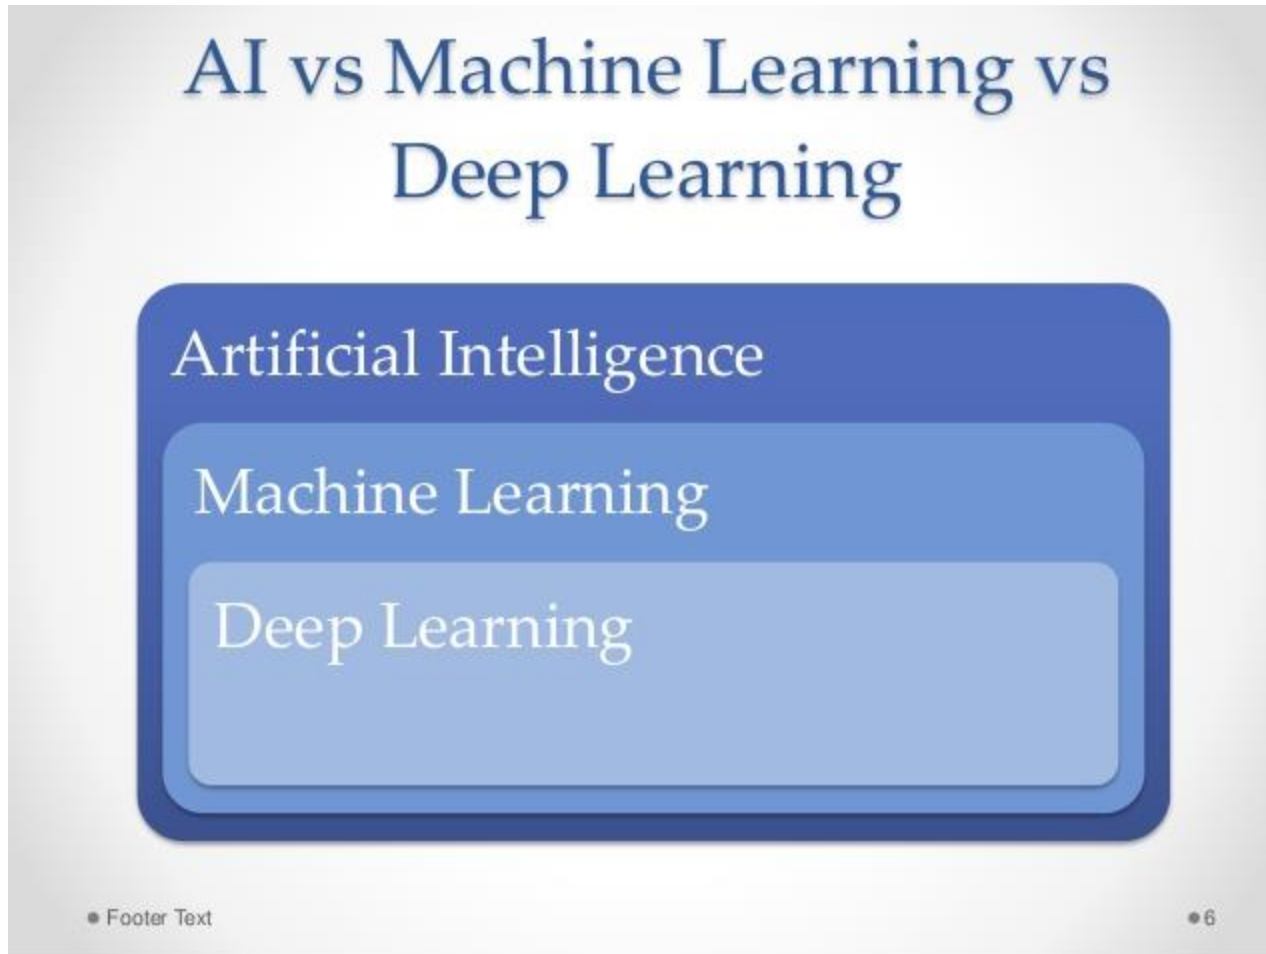 AI vs Machine Learning vs
Deep Learning
Artificial Intelligence
Machine Learning
Deep Learning
Footer Text
6